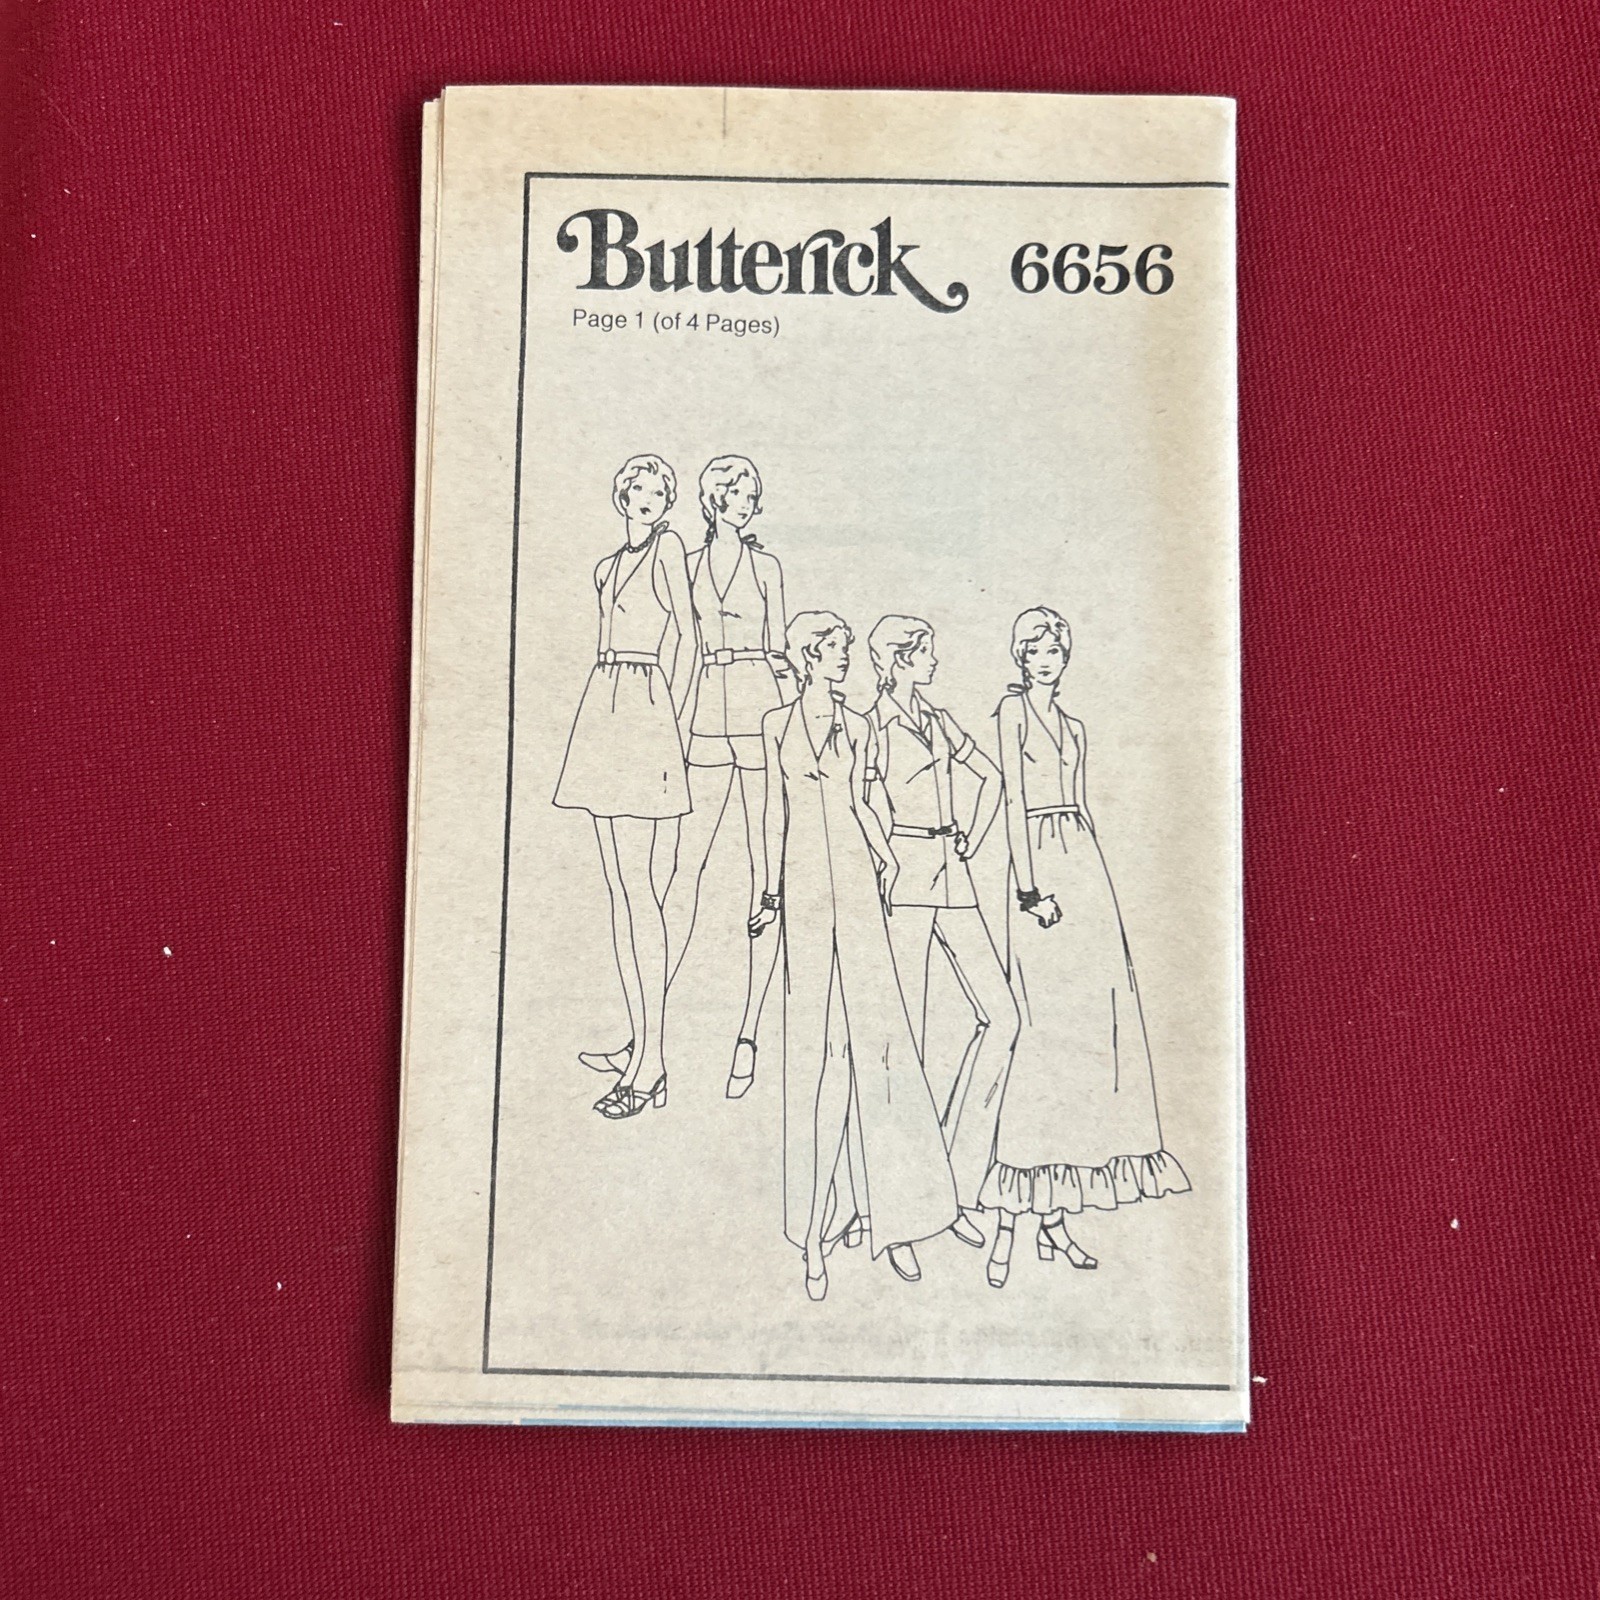 Butterick 6656
Page 1 (of 4 Pages)